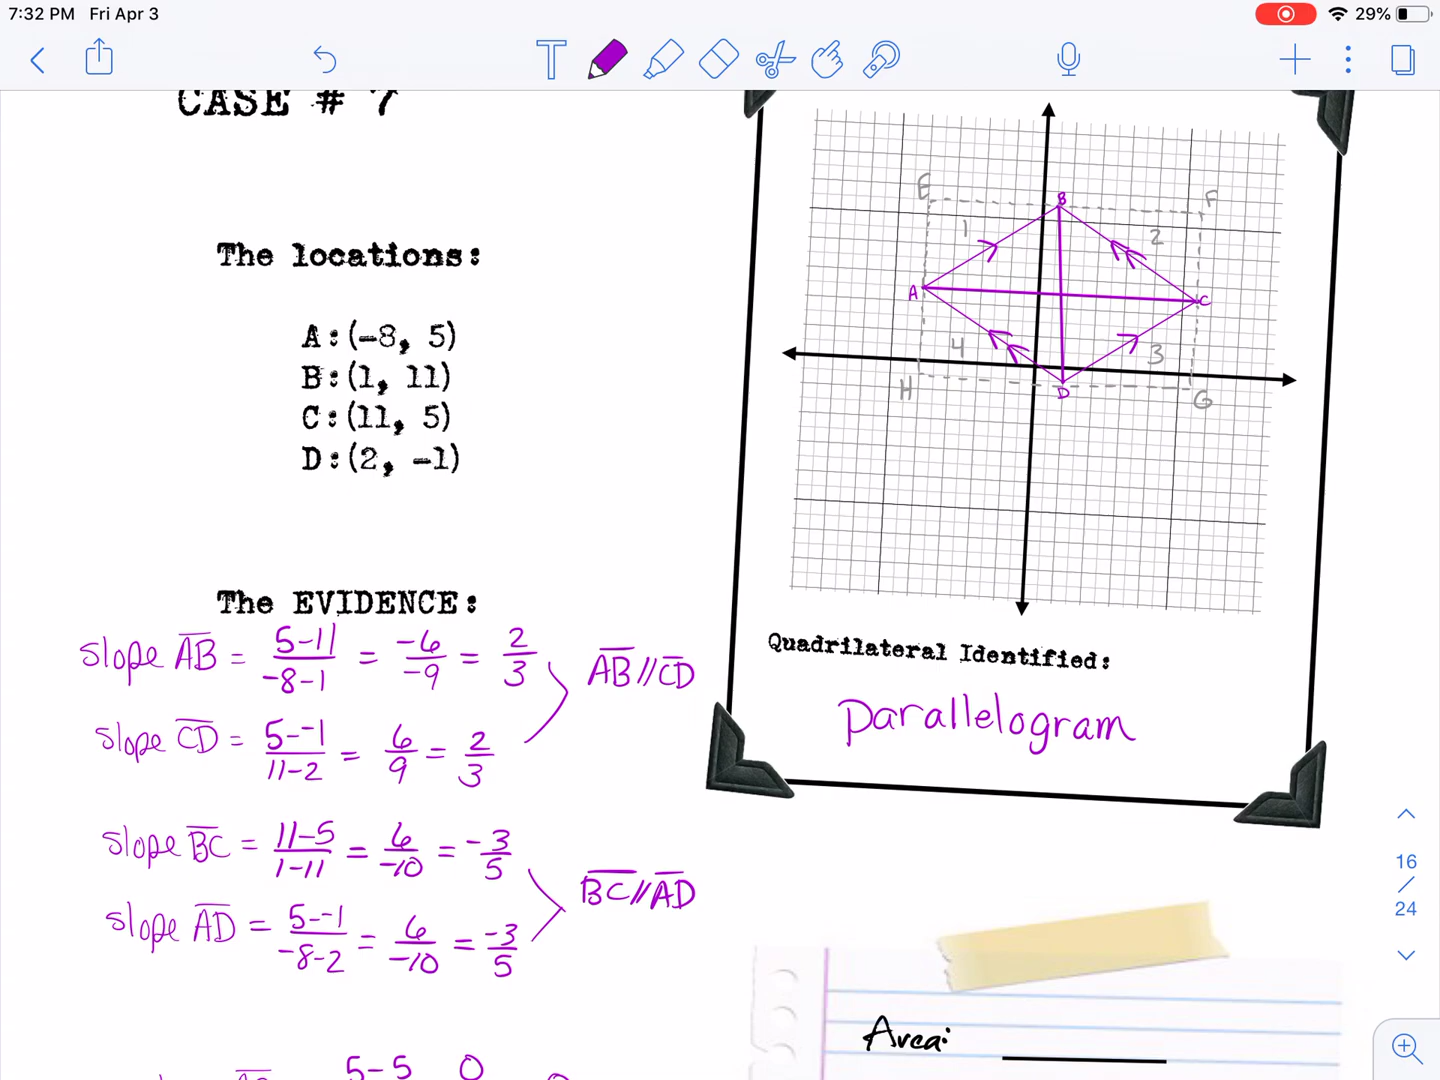 7:32 PM Fri Apr 3
29%
T
CASE # 7
The locations:
A:(-8, 5)
B:(1, 11)
C:(11, 5)
D:(2, -1)
E
B
F
1
2
A
C
4
3
H
D
G
The EVIDENCE:
slope AB = 5-11/-8-1 = -6/-9 = 2/3
AB//CD
slope CD = 5--1/11-2 = 6/9 = 2/3
slope BC = 11-5/1-11 = 6/-10 = -3/5
BC//AD
slope AD = 5--1/-8-2 = 6/-10 = -3/5
5-5 0
Quadrilateral Identified:
parallelogram
16
/
24
Area: